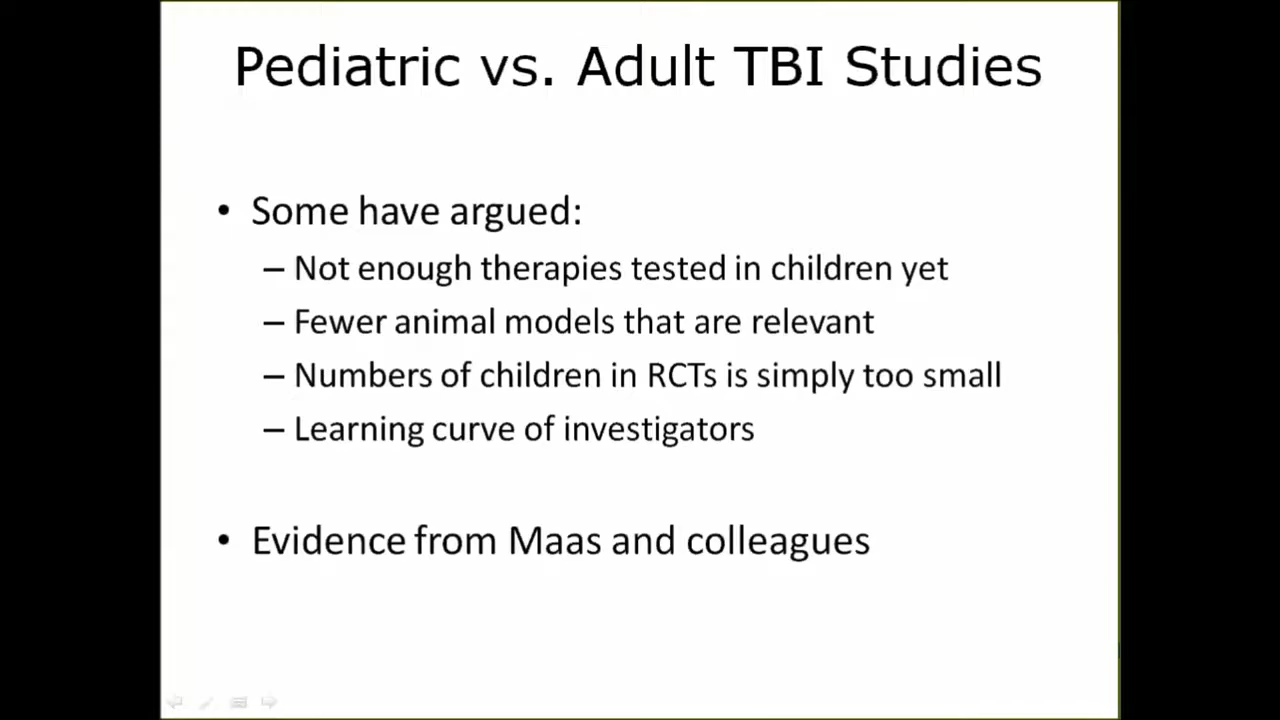 Pediatric vs. Adult TBI Studies
• Some have argued:
– Not enough therapies tested in children yet
– Fewer animal models that are relevant
– Numbers of children in RCTs is simply too small
– Learning curve of investigators
• Evidence from Maas and colleagues